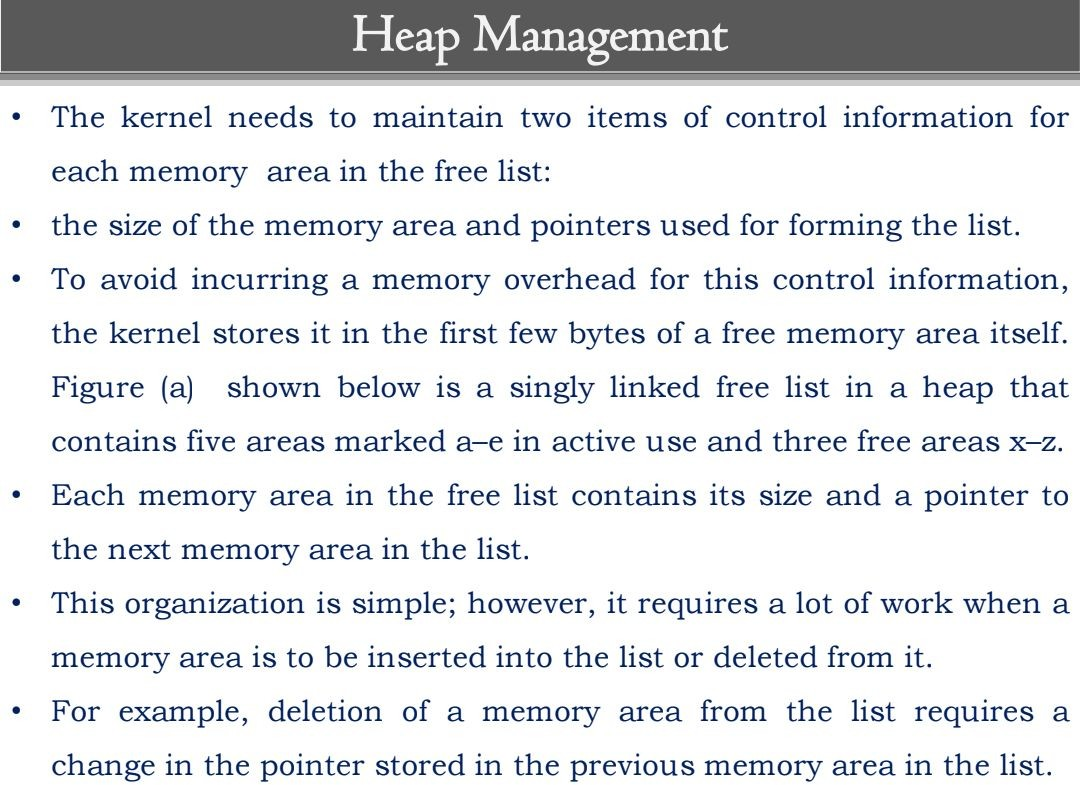 Heap Management
• The kernel needs to maintain two items of control information for
each memory area in the free list:
• the size of the memory area and pointers used for forming the list.
• To avoid incurring a memory overhead for this control information,
the kernel stores it in the first few bytes of a free memory area itself.
Figure (a) shown below is a singly linked free list in a heap that
contains five areas marked a–e in active use and three free areas x–z.
• Each memory area in the free list contains its size and a pointer to
the next memory area in the list.
• This organization is simple; however, it requires a lot of work when a
memory area is to be inserted into the list or deleted from it.
• For example, deletion of a memory area from the list requires a
change in the pointer stored in the previous memory area in the list.